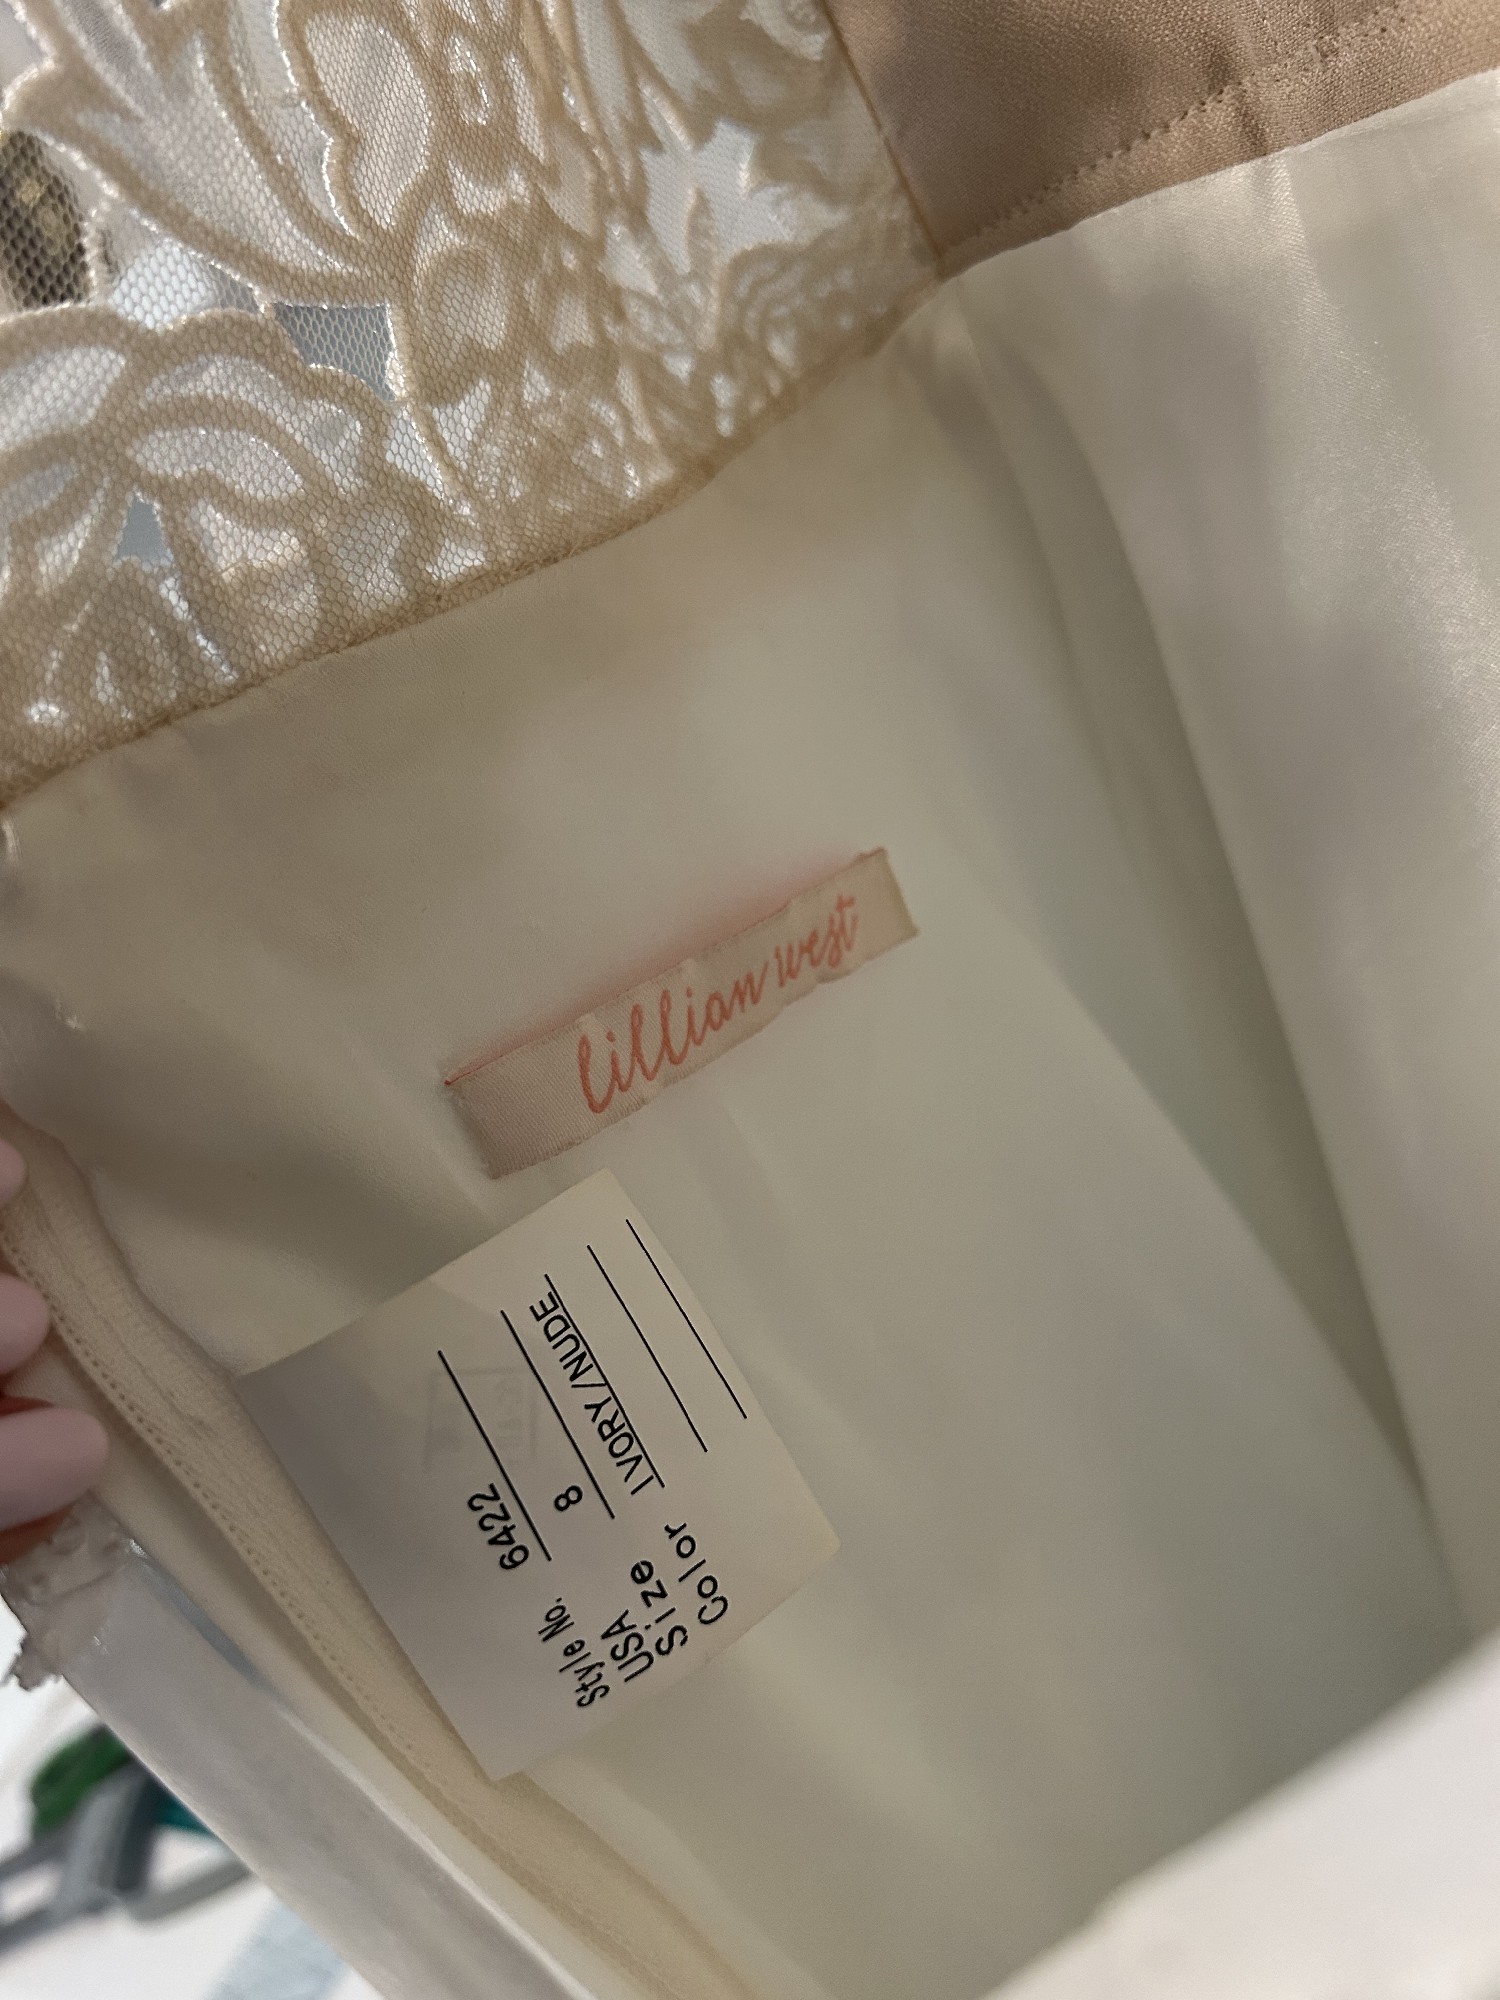 lillian west
Style No. 6422
USA
Size 8
Color IVORY/NUDE